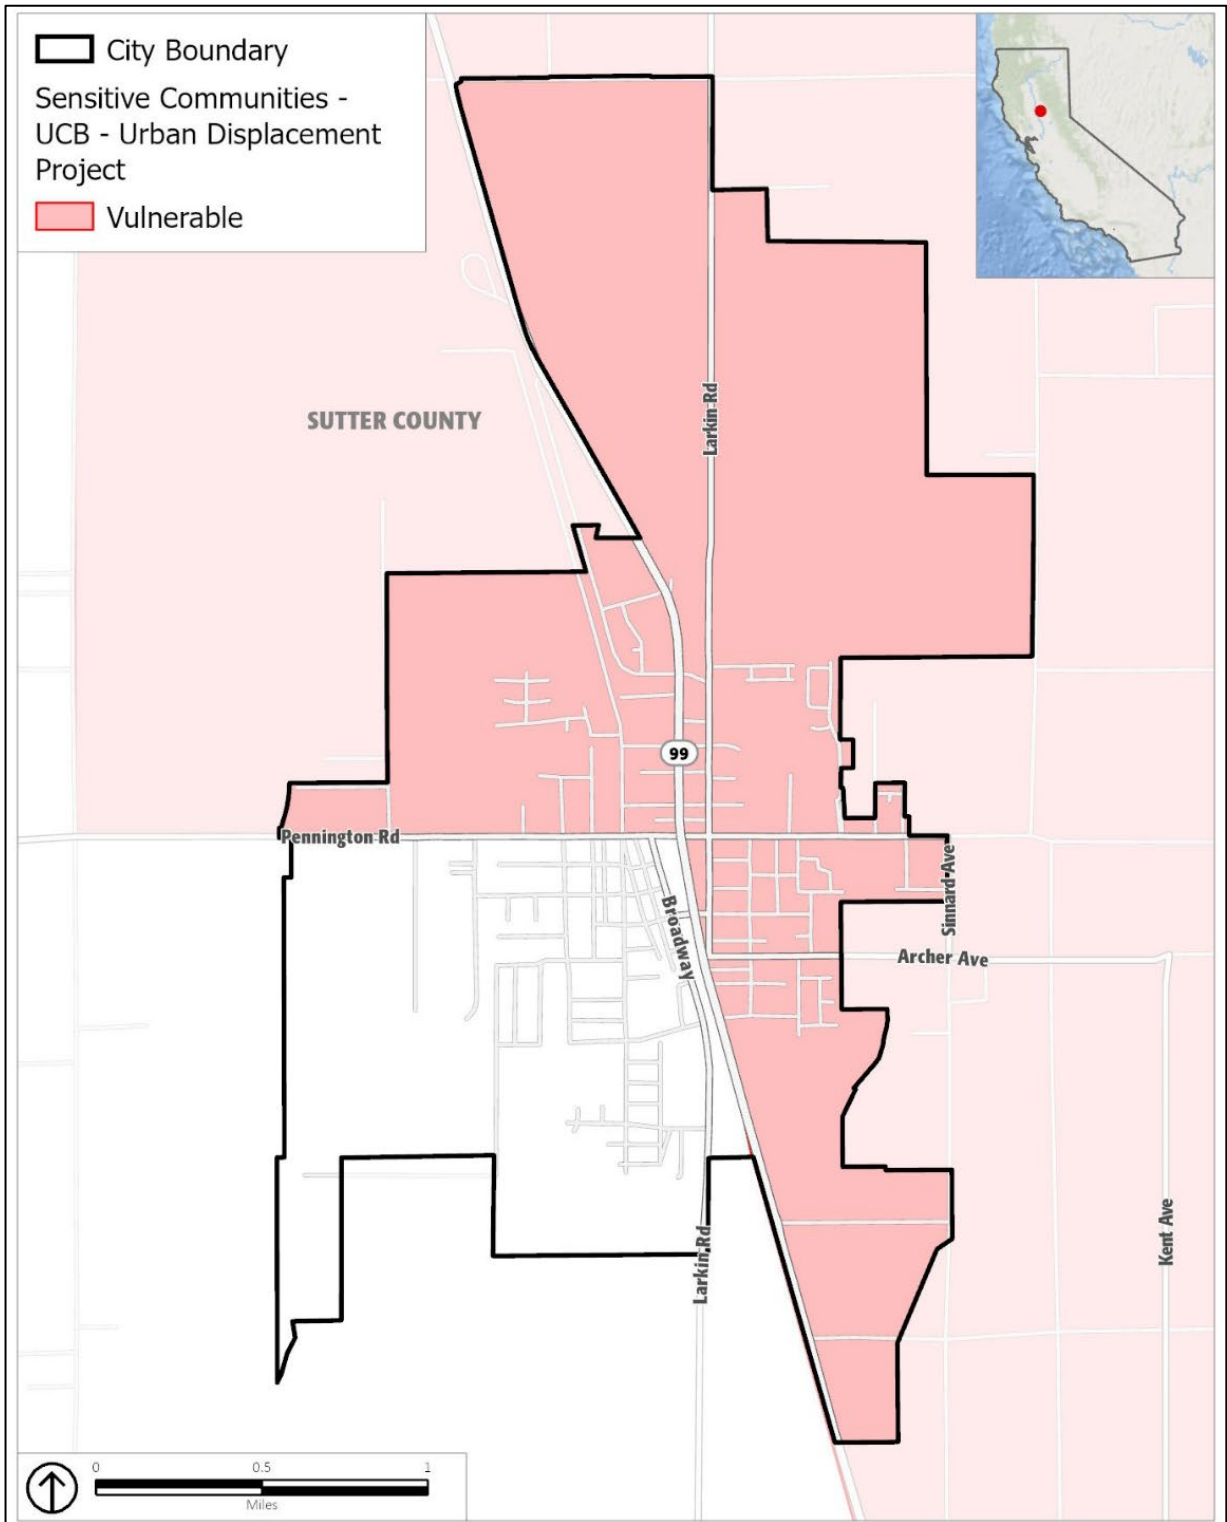 City Boundary
Sensitive Communities -
UCB - Urban Displacement
Project
Vulnerable
SUTTER COUNTY
Larkin Rd
99
Pennington Rd
Sinnard Ave
Broadway
Archer Ave
Kent Ave
Larkin Rd
0 0.5 1
Miles